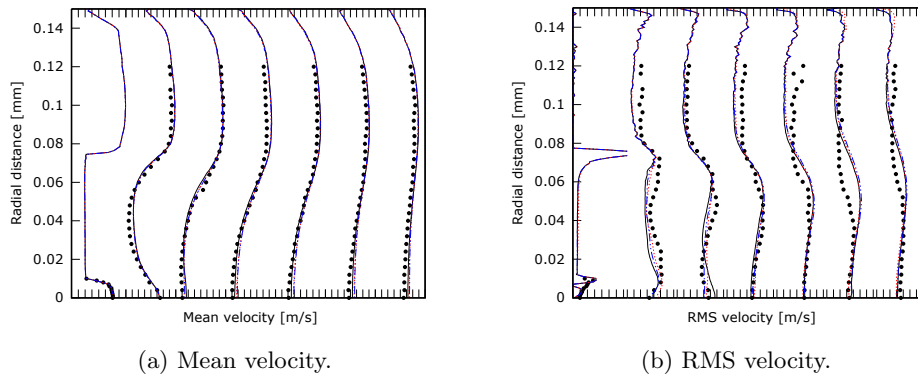 0.14
0.12
0.1
0.08
0.06
0.04
0.02
0
Radial distance [mm]
Mean velocity [m/s]
(a) Mean velocity.
0.14
0.12
0.1
0.08
0.06
0.04
0.02
0
Radial distance [mm]
RMS velocity [m/s]
(b) RMS velocity.